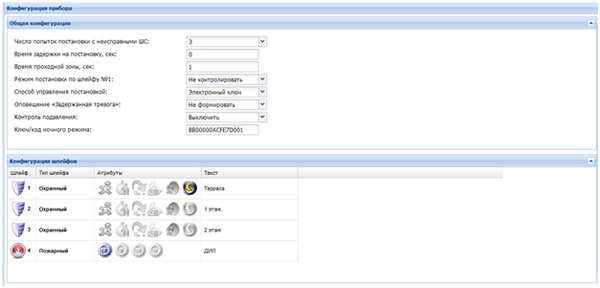 Конфигурация прибора
Общая конфигурация
Число попыток постановки с неисправными ШС: 3
Время задержки на постановку, сек: 0
Время проходной зоны, сек: 1
Режим постановки по шлейфу №1: Не контролировать
Способ управления постановкой: Электронный ключ
Оповещение «Задержанная тревога»: Не формировать
Контроль подавления: Выключить
Ключ/код ночного режима: BB00000ACFE7D001
Конфигурация шлейфов
Шлейф Тип шлейфа Атрибуты Текст
1 Охранный Терраса
2 Охранный 1 этаж
3 Охранный 2 этаж
4 Пожарный ДИП